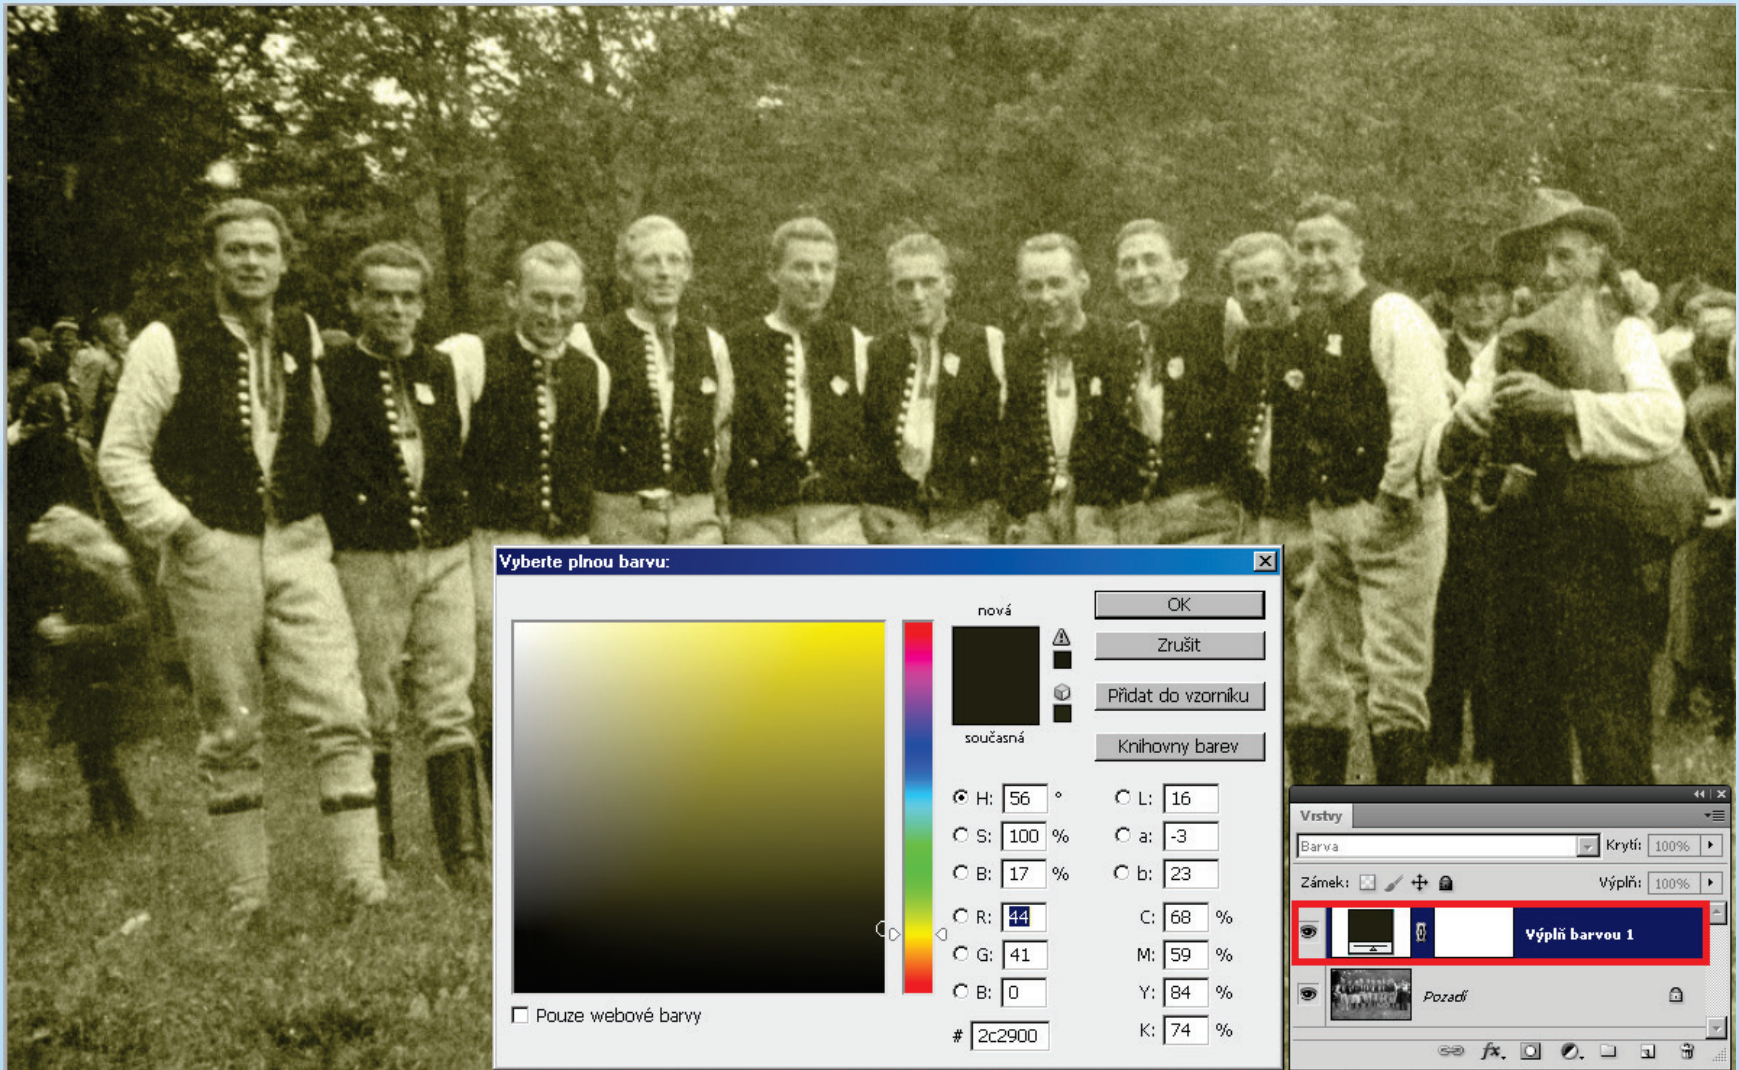 Vyberte plnou barvu:
nová
současná
OK
Zrušit
Přidat do vzorníku
Knihovny barev
H: 56 °
S: 100 %
B: 17 %
R: 44
G: 41
B: 0
# 2c2900
L: 16
a: -3
b: 23
C: 68 %
M: 59 %
Y: 84 %
K: 74 %
Pouze webové barvy
Vrstvy
Barva Krytí: 100%
Zámek: Výplň: 100%
Výplň barvou 1
Pozadí
fx.